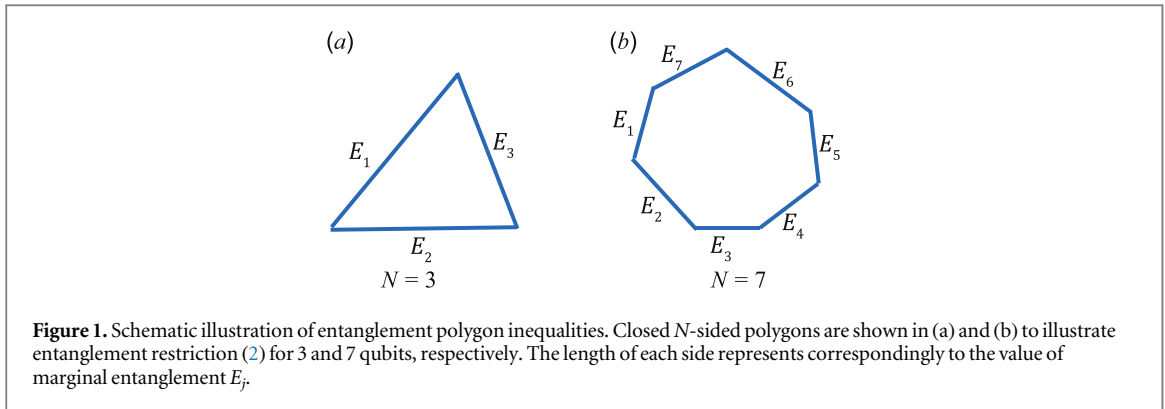 (a)
E₁
E₃
E₂
N = 3
(b)
E₇
E₆
E₁
E₅
E₂
E₄
E₃
N = 7
Figure 1. Schematic illustration of entanglement polygon inequalities. Closed N-sided polygons are shown in (a) and (b) to illustrate
entanglement restriction (2) for 3 and 7 qubits, respectively. The length of each side represents correspondingly to the value of
marginal entanglement Eⱼ.